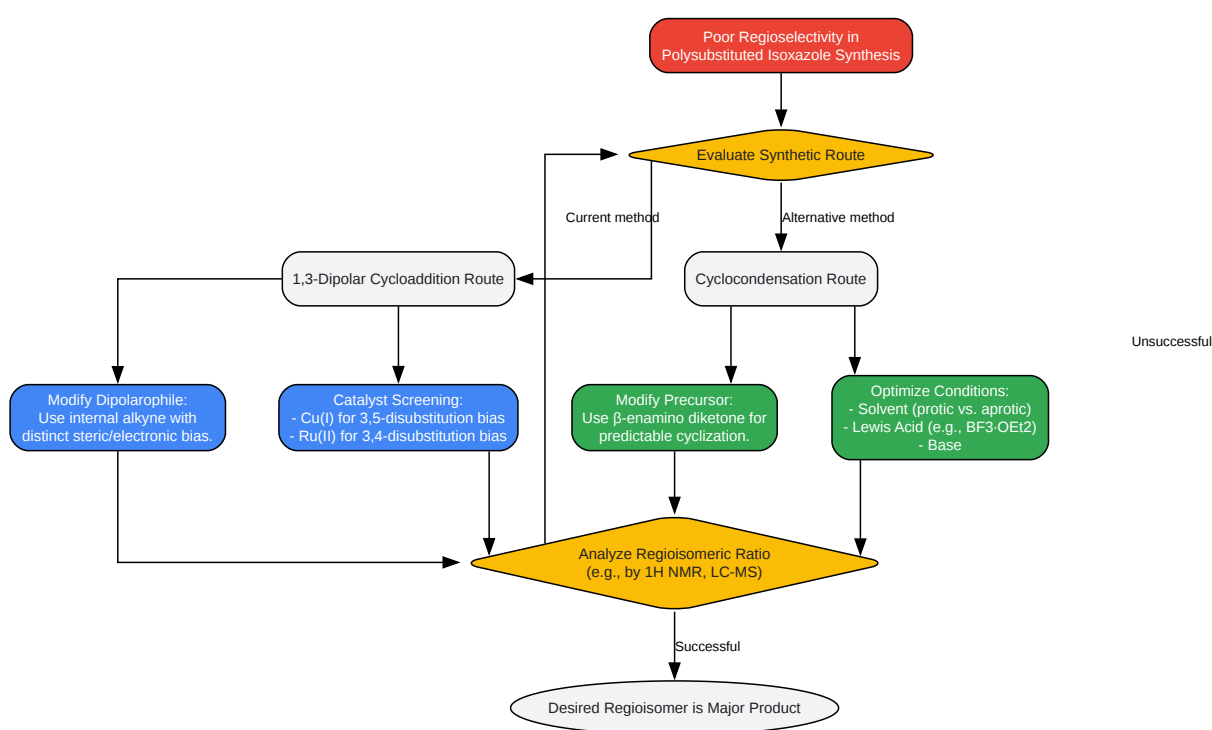 Poor Regioselectivity in
Polysubstituted Isoxazole Synthesis
Evaluate Synthetic Route
Current method
Alternative method
1,3-Dipolar Cycloaddition Route
Cyclocondensation Route
Unsuccessful
Modify Dipolarophile:
Use internal alkyne with
distinct steric/electronic bias.
Catalyst Screening:
- Cu(I) for 3,5-disubstitution bias
- Ru(II) for 3,4-disubstitution bias
Modify Precursor:
Use β-enamino diketone for
predictable cyclization.
Optimize Conditions:
- Solvent (protic vs. aprotic)
- Lewis Acid (e.g., BF3·OEt2)
- Base
Analyze Regioisomeric Ratio
(e.g., by 1H NMR, LC-MS)
Successful
Desired Regioisomer is Major Product